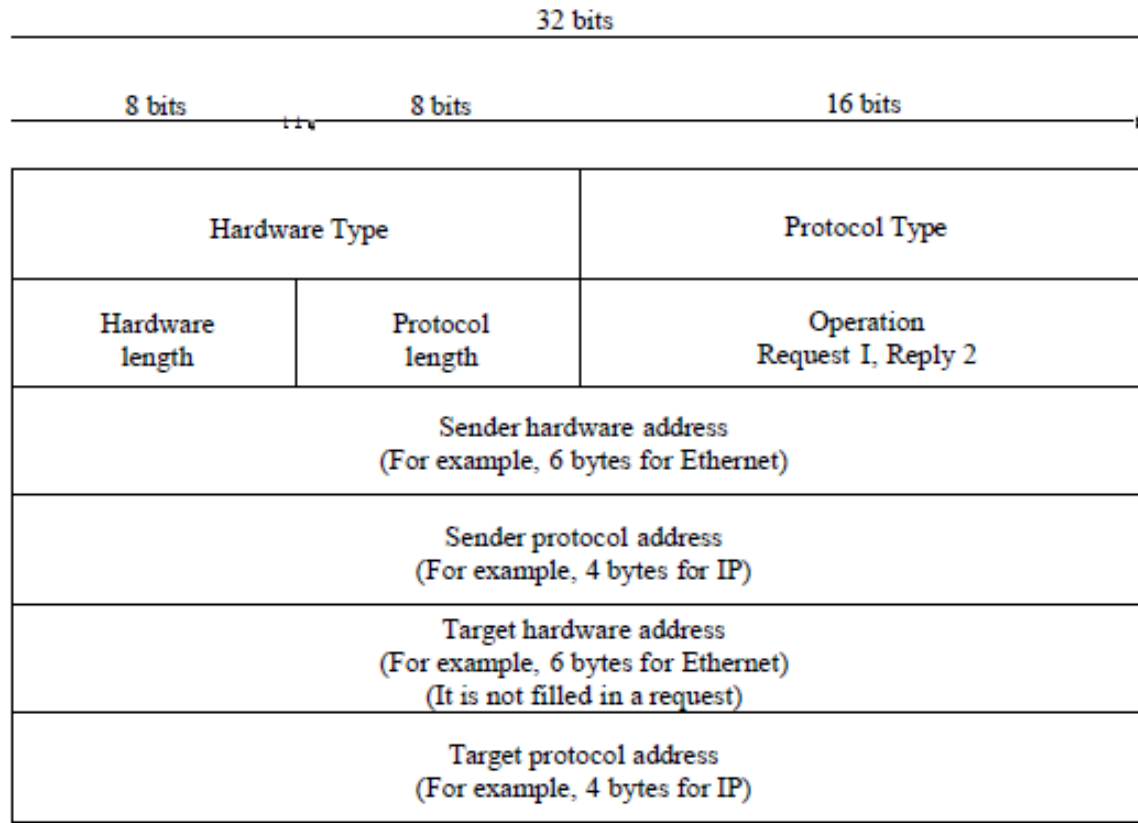 32 bits
8 bits 8 bits 16 bits
Hardware Type Protocol Type
Hardware length Protocol length Operation
Request I, Reply 2
Sender hardware address
(For example, 6 bytes for Ethernet)
Sender protocol address
(For example, 4 bytes for IP)
Target hardware address
(For example, 6 bytes for Ethernet)
(It is not filled in a request)
Target protocol address
(For example, 4 bytes for IP)